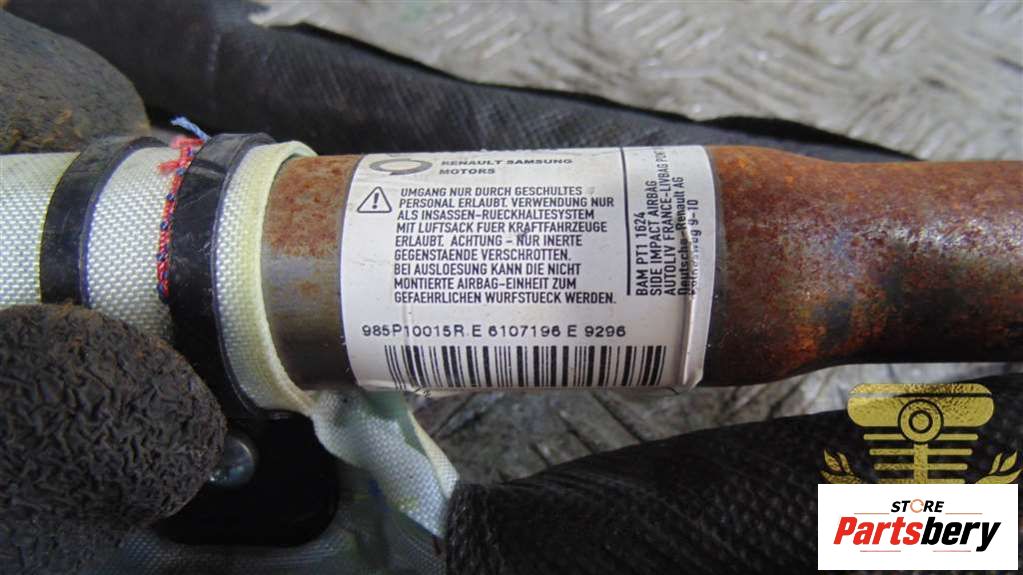 RENAULT SAMSUNG
MOTORS
UMGANG NUR DURCH GESCHULTES
PERSONAL ERLAUBT. VERWENDUNG NUR
ALS INSASSEN-RUECKHALTESYSTEM
MIT LUFTSACK FUER KRAFTFAHRZEUGE
ERLAUBT. ACHTUNG - NUR INERTE
GEGENSTAENDE VERSCHROTTEN.
BEI AUSLOESUNG KANN DIE NICHT
MONTIERTE AIRBAG-EINHEIT ZUM
GEFAEHRLICHEN WURFSTUECK WERDEN.
985P10015R E 6107196 E 9296
BAM PT1 1624
SIDE IMPACT AIRBAG
AUTOLIV FRANCE-LIVBAG
Deutsche Renault AG
9-10
STORE
Partsbery